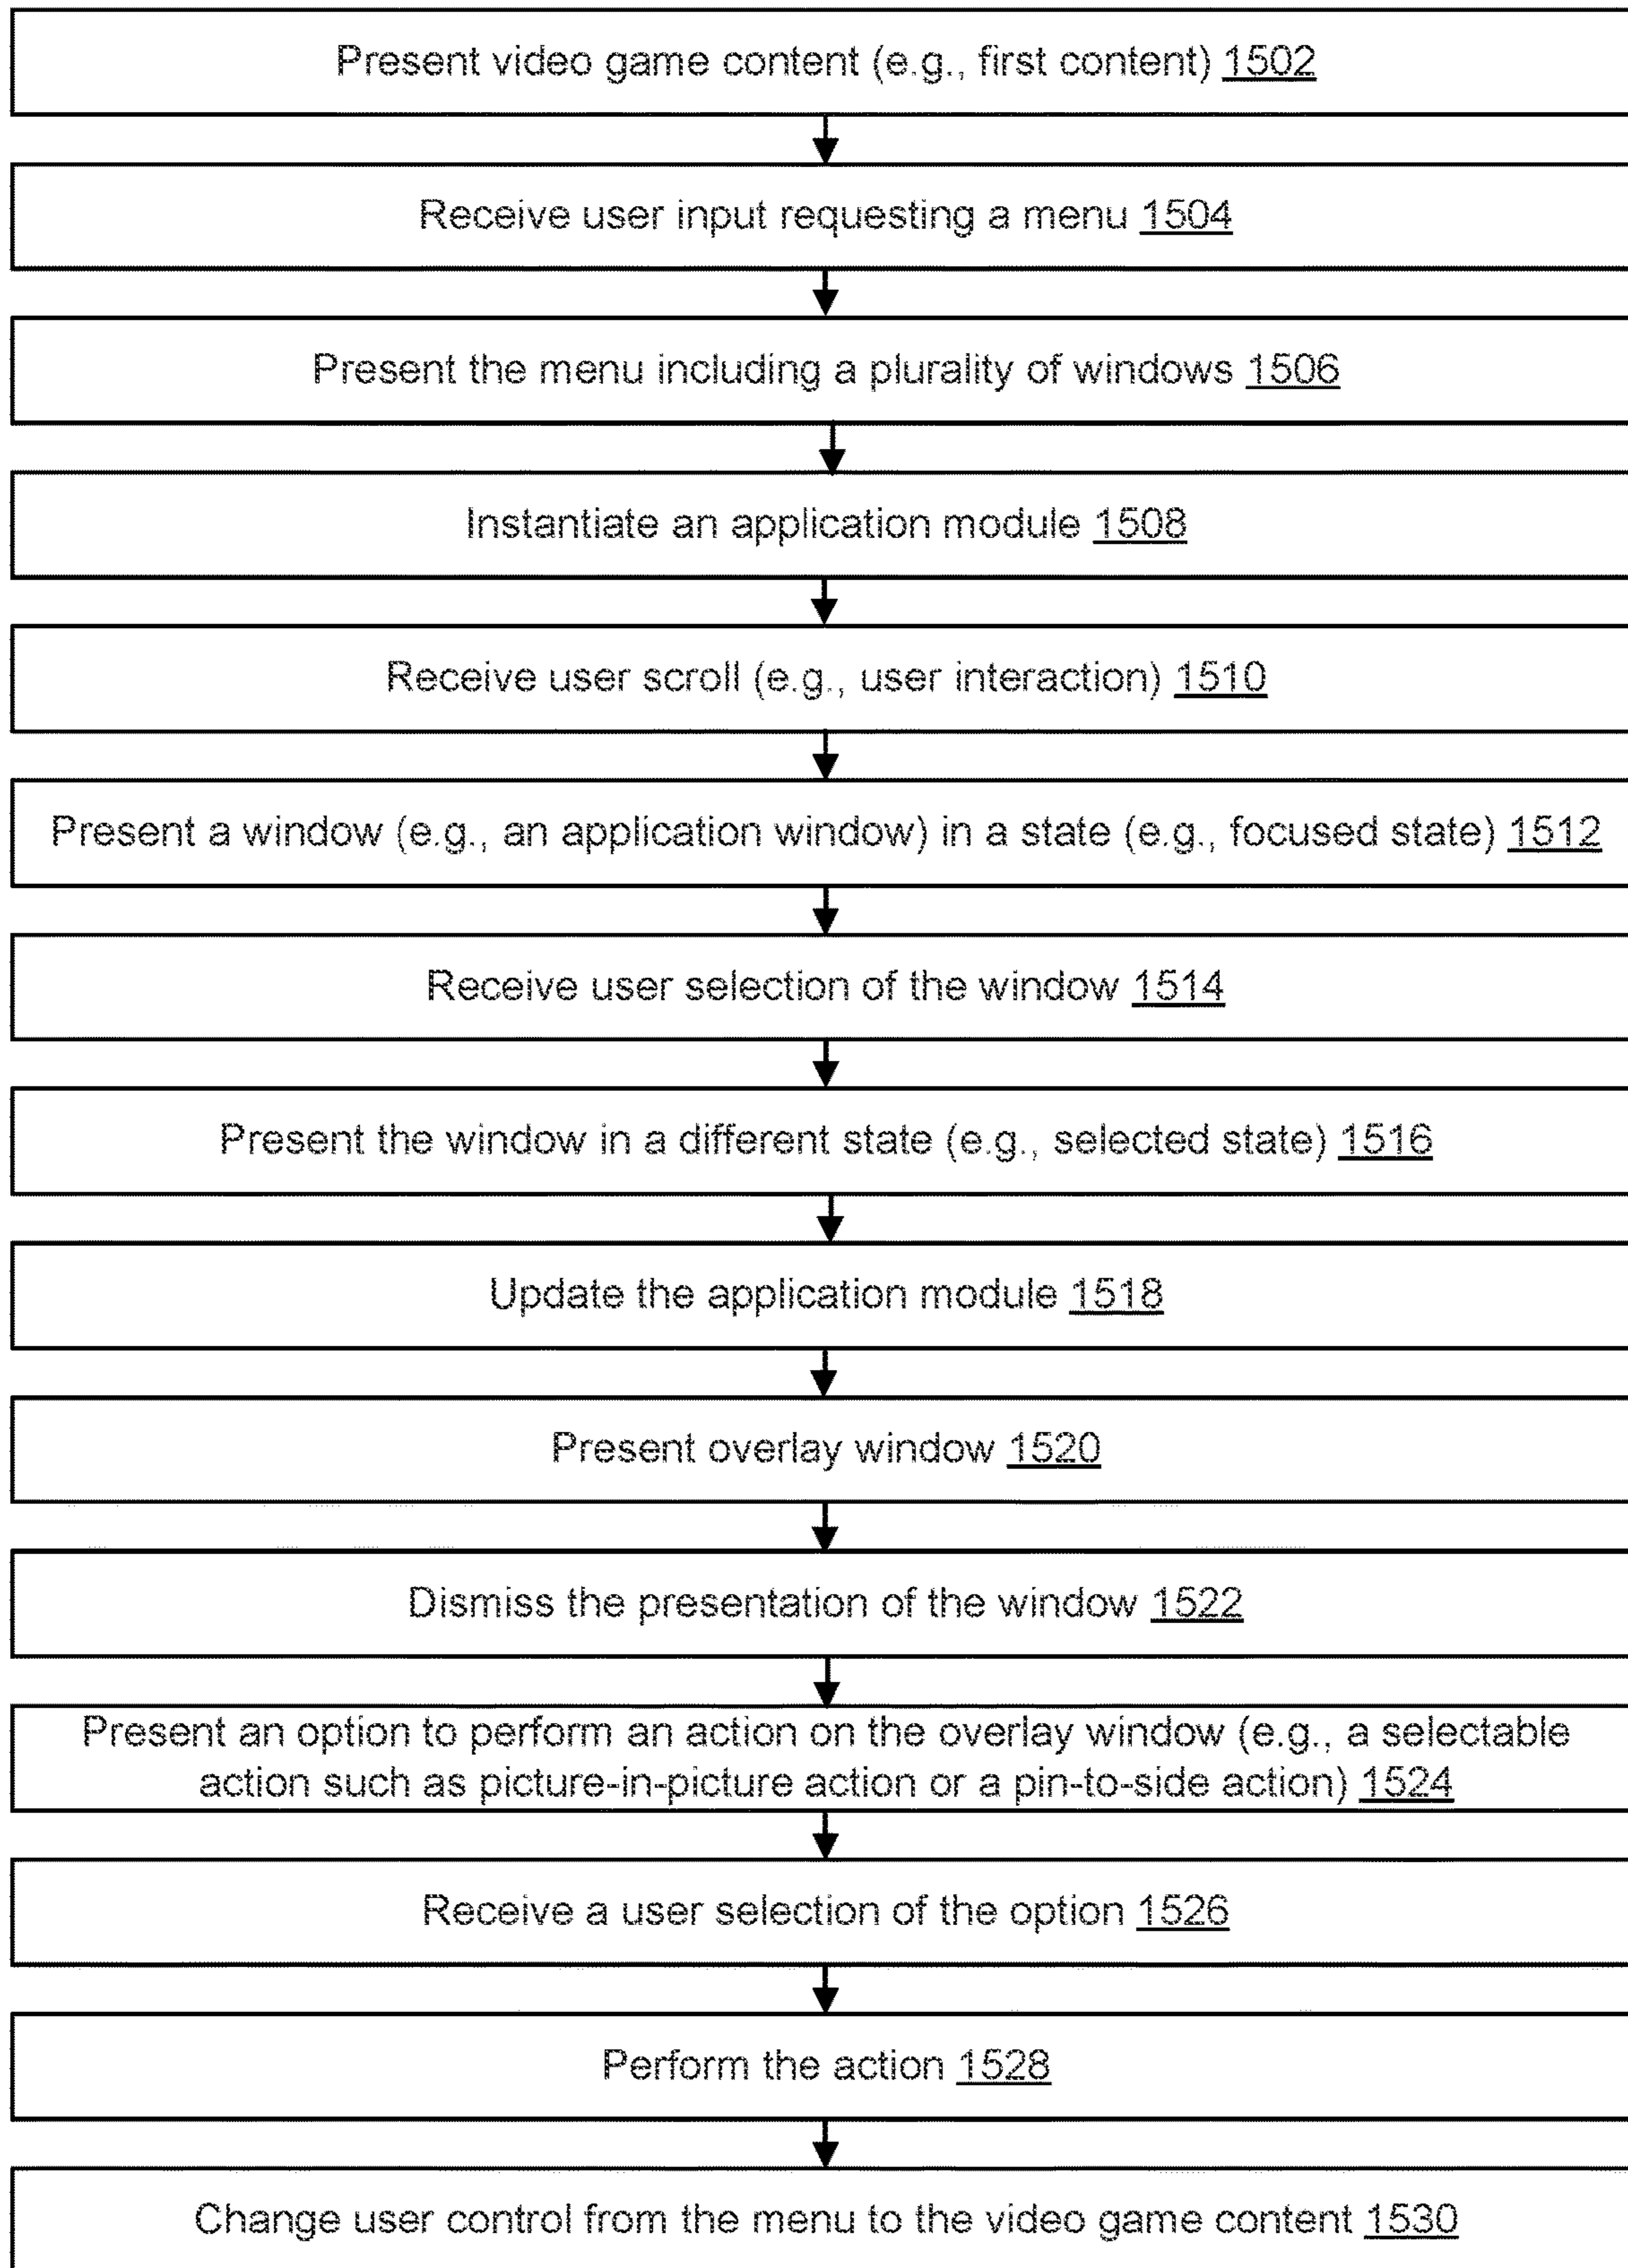 Present video game content (e.g., first content) 1502
Receive user input requesting a menu 1504
Present the menu including a plurality of windows 1506
Instantiate an application module 1508
Receive user scroll (e.g., user interaction) 1510
Present a window (e.g., an application window) in a state (e.g., focused state) 1512
Receive user selection of the window 1514
Present the window in a different state (e.g., selected state) 1516
Update the application module 1518
Present overlay window 1520
Dismiss the presentation of the window 1522
Present an option to perform an action on the overlay window (e.g., a selectable
action such as picture-in-picture action or a pin-to-side action) 1524
Receive a user selection of the option 1526
Perform the action 1528
Change user control from the menu to the video game content 1530